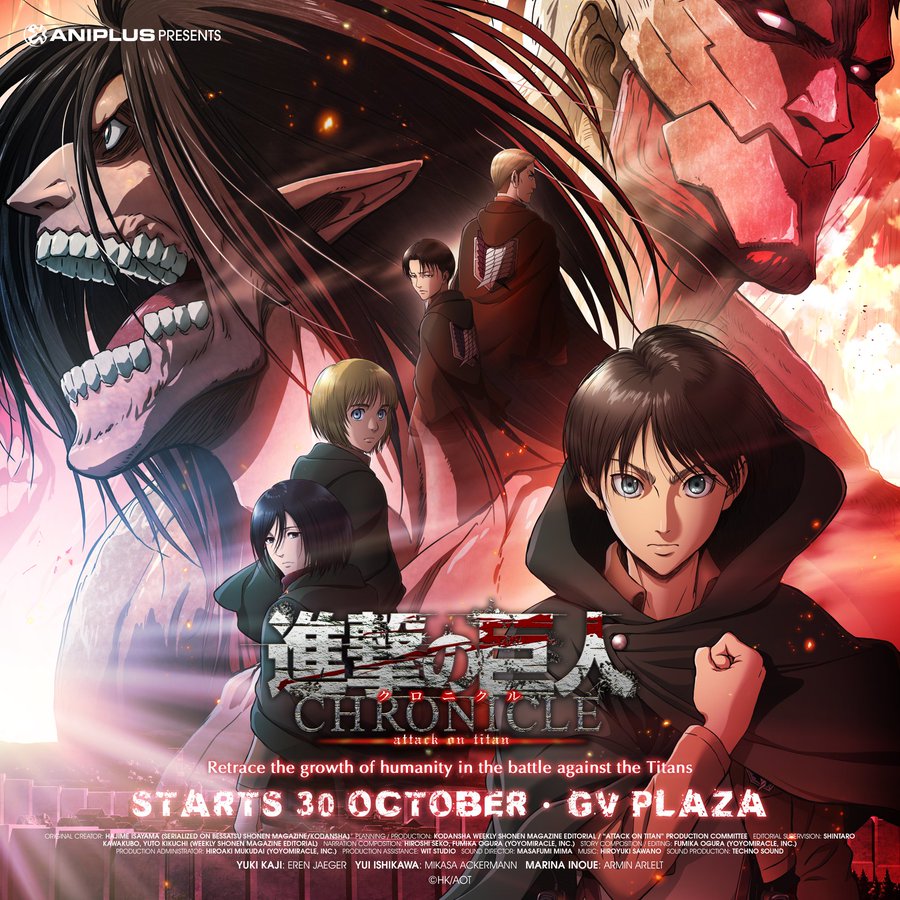 ANIPLUS PRESENTS
進撃の巨人
クロニクル
CHRONICLE
attack on titan
Retrace the growth of humanity in the battle against the Titans
STARTS 30 OCTOBER · GV PLAZA
ORIGINAL CREATOR: HAJIME ISAYAMA (SERIALIZED ON BESSATSU SHONEN MAGAZINE/KODANSHA) PLANNING / PRODUCTION: KODANSHA WEEKLY SHONEN MAGAZINE EDITORIAL / "ATTACK ON TITAN" PRODUCTION COMMITTEE EDITORIAL SUPERVISION: SHINTARO
KAWAKUBO, YUTO KIKUCHI (WEEKLY SHONEN MAGAZINE EDITORIAL) NARRATION COMPOSITION: HIROSHI SEKO, FUMIKA OGURA (YOYOMIRACLE, INC.) STORY COMPOSITION / EDITING: FUMIKA OGURA (YOYOMIRACLE, INC.)
PRODUCTION ADMINISTRATOR: HIROAKI MUKUDAI (YOYOMIRACLE, INC.) PRODUCTION ASSISTANCE: WIT STUDIO SOUND DIRECTOR: MASAFUMI MIMA MUSIC: HIROYUKI SAWANO SOUND PRODUCTION: TECHNO SOUND
YUKI KAJI: EREN JAEGER YUI ISHIKAWA: MIKASA ACKERMANN MARINA INOUE: ARMIN ARLELT
©HK/AOT